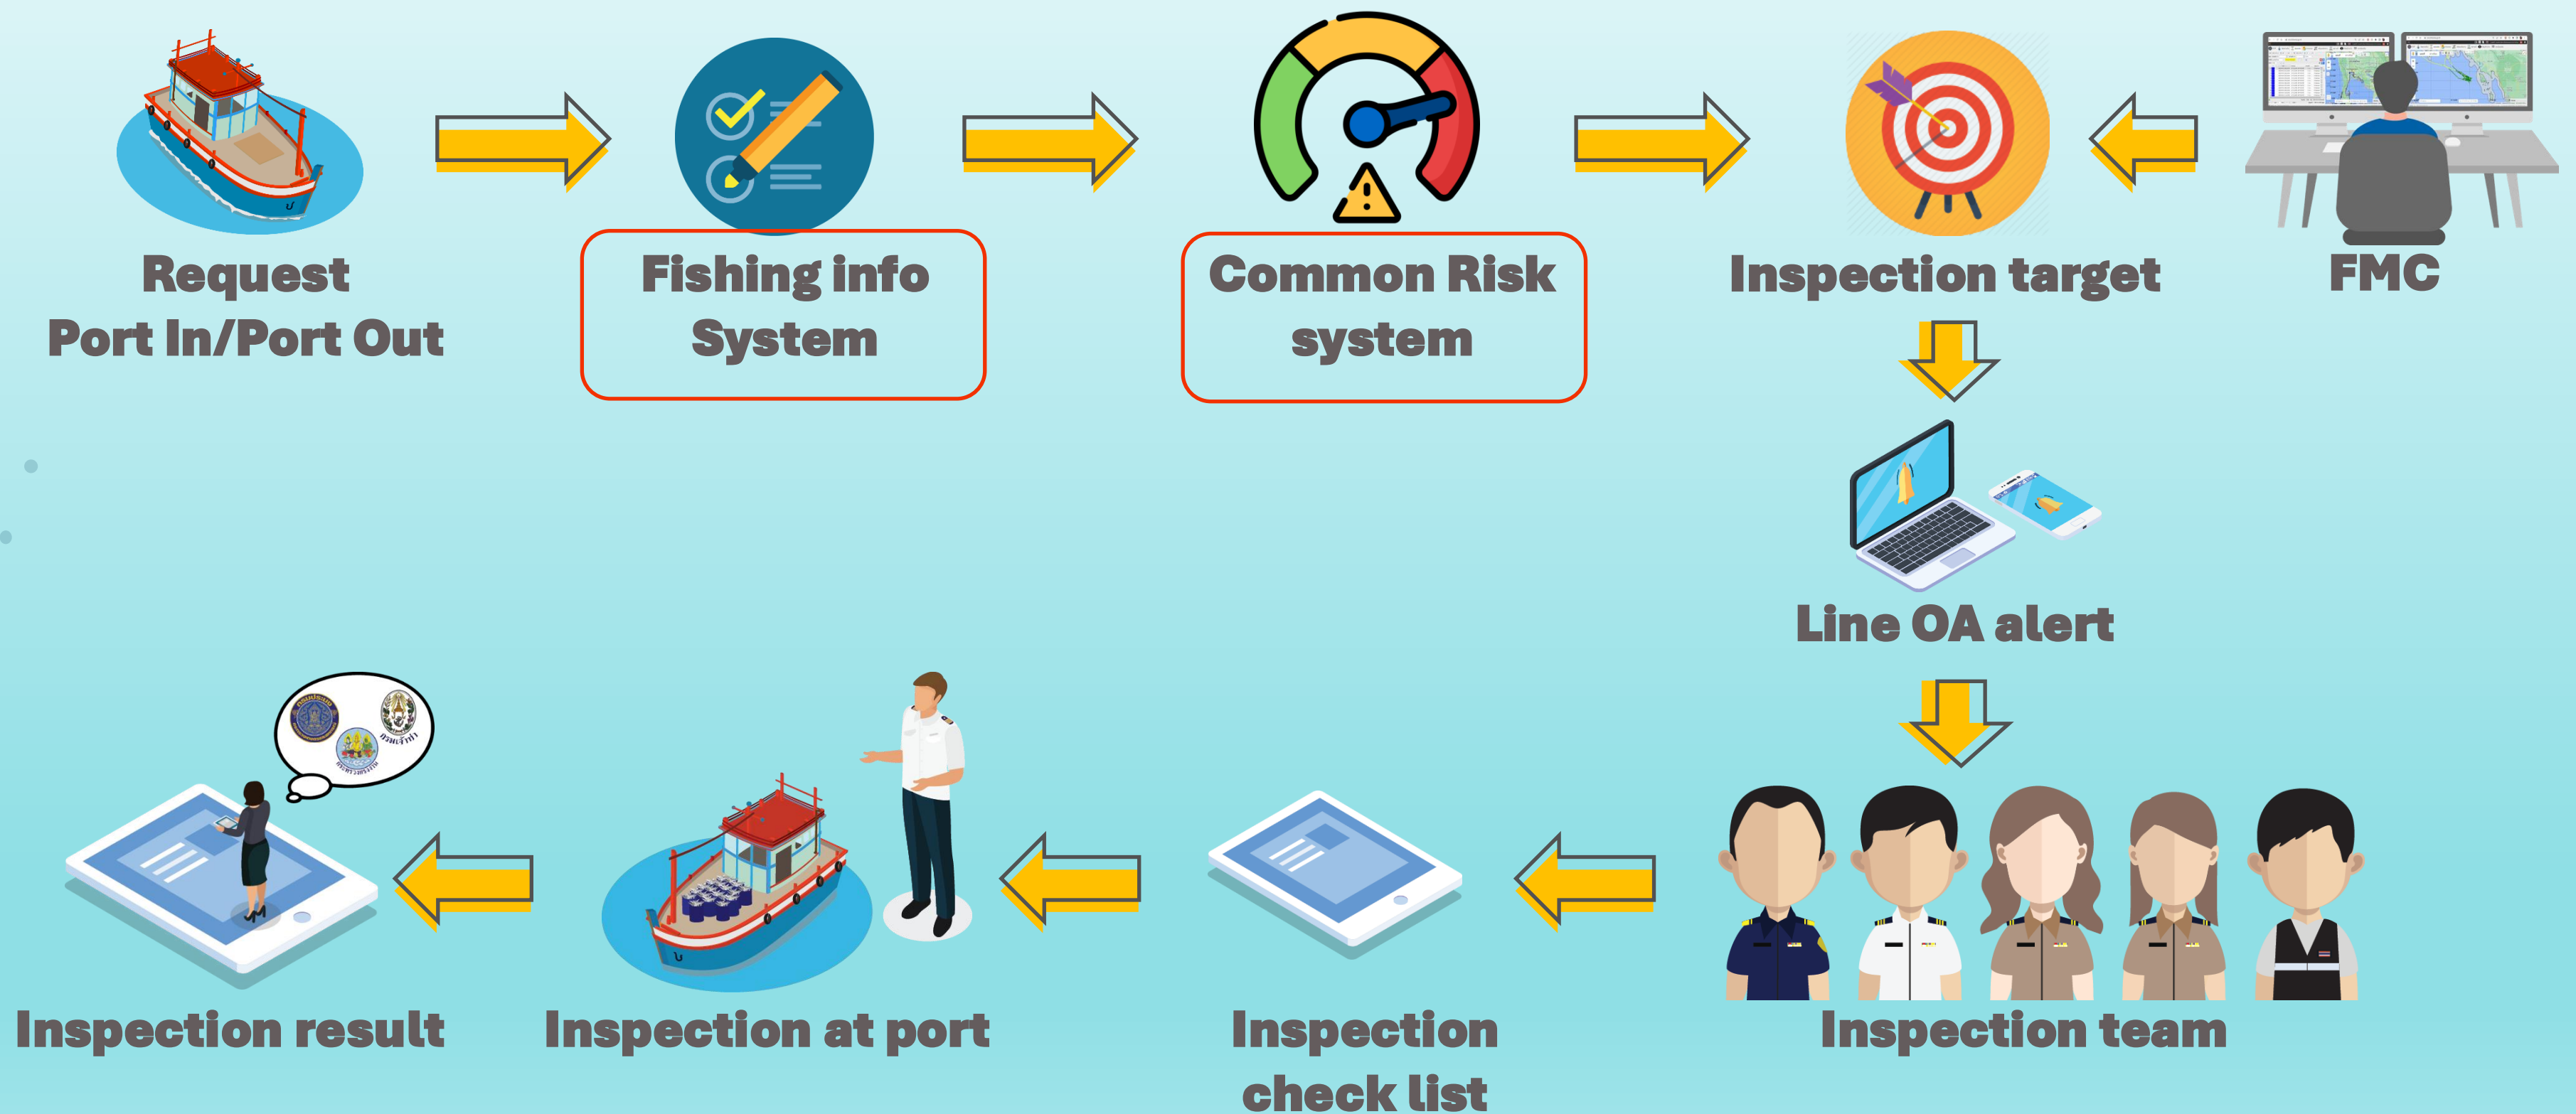 Request
Port In/Port Out
Fishing info
System
Common Risk
system
Inspection target
FMC
Line OA alert
Inspection result
Inspection at port
Inspection
check list
Inspection team